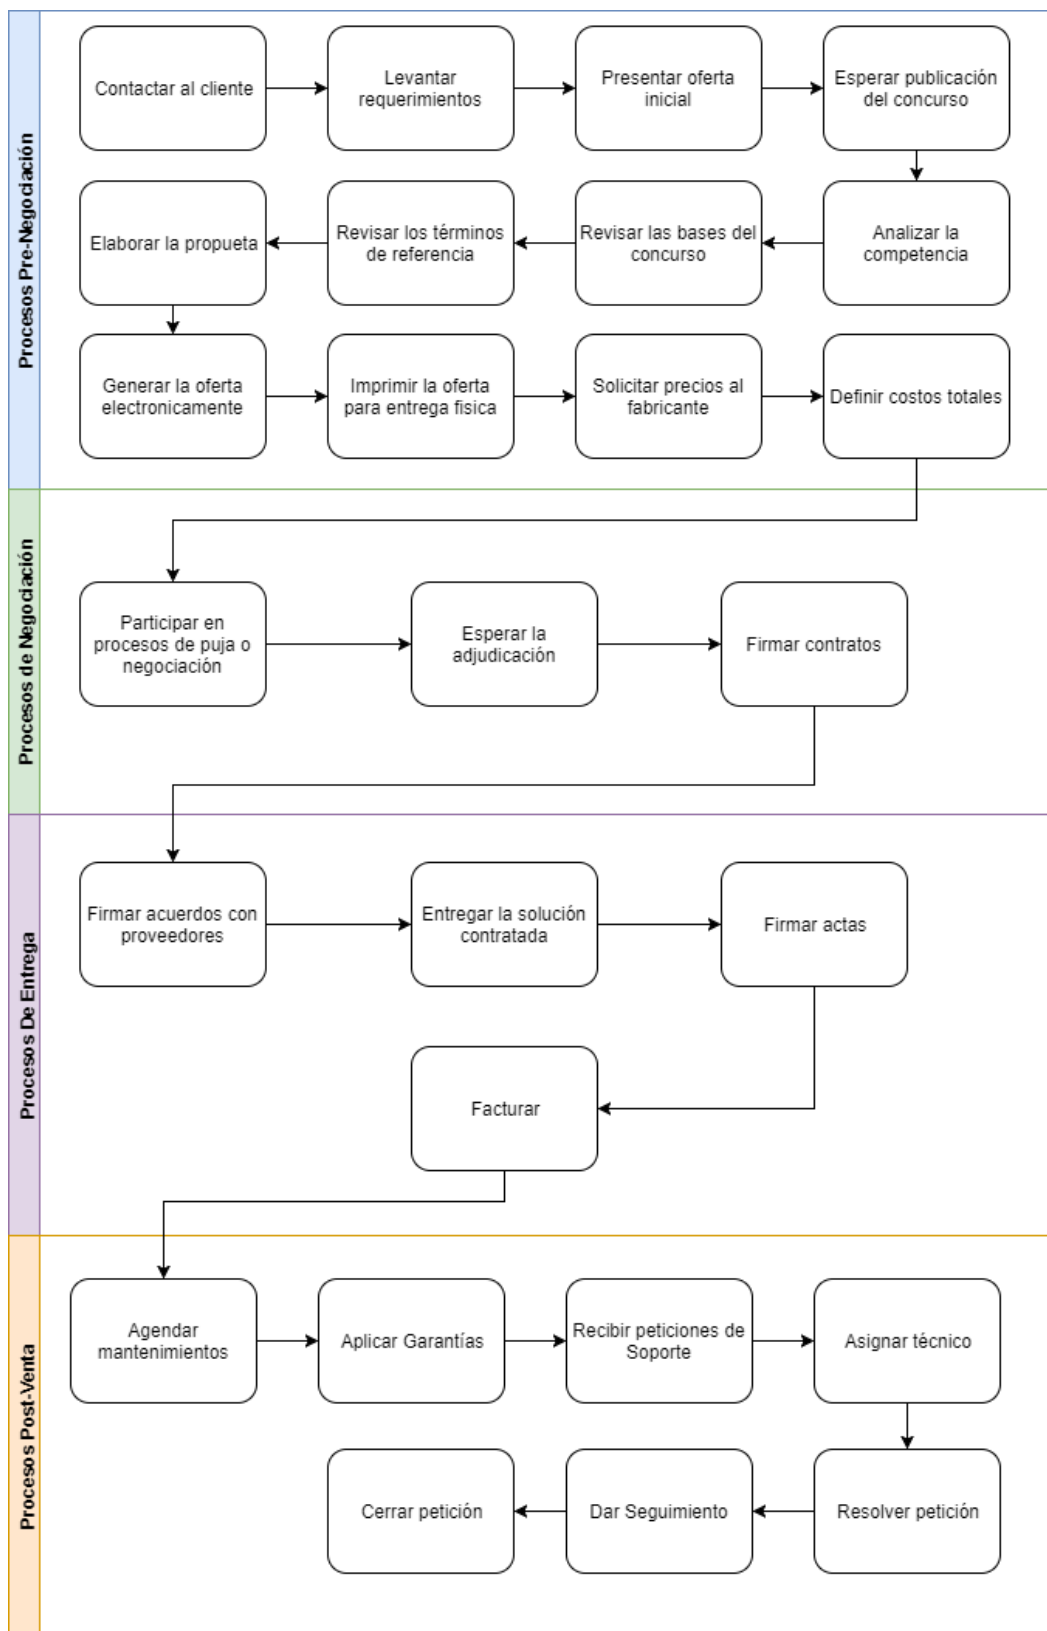 Procesos Pre-Negociación
Contactar al cliente
Levantar
requerimientos
Presentar oferta
inicial
Esperar publicación
del concurso
Analizar la
competencia
Revisar las bases del
concurso
Revisar los términos
de referencia
Elaborar la propueta
Generar la oferta
electronicamente
Imprimir la oferta
para entrega fisica
Solicitar precios al
fabricante
Definir costos totales
Procesos de Negociación
Participar en
procesos de puja o
negociación
Esperar la
adjudicación
Firmar contratos
Procesos De Entrega
Firmar acuerdos con
proveedores
Entregar la solución
contratada
Firmar actas
Facturar
Procesos Post-Venta
Agendar
mantenimientos
Aplicar Garantías
Recibir peticiones de
Soporte
Asignar técnico
Resolver petición
Dar Seguimiento
Cerrar petición